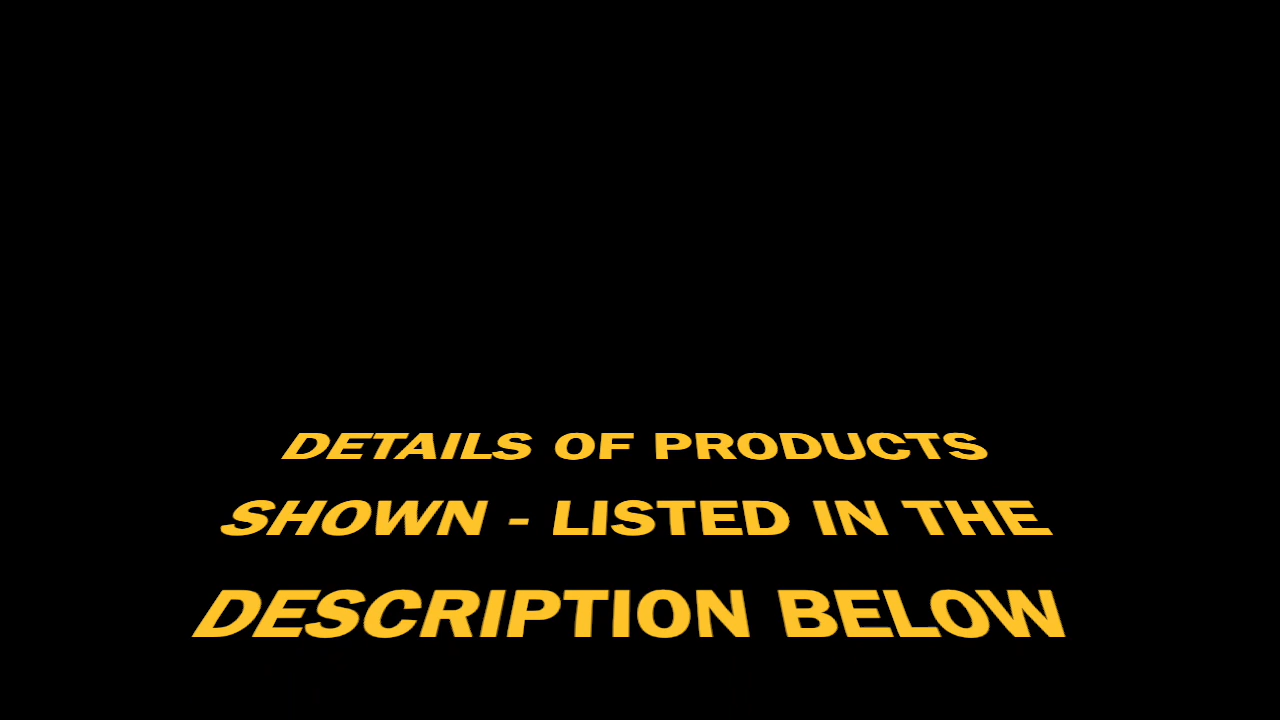 DETAILS OF PRODUCTS
SHOWN - LISTED IN THE
DESCRIPTION BELOW